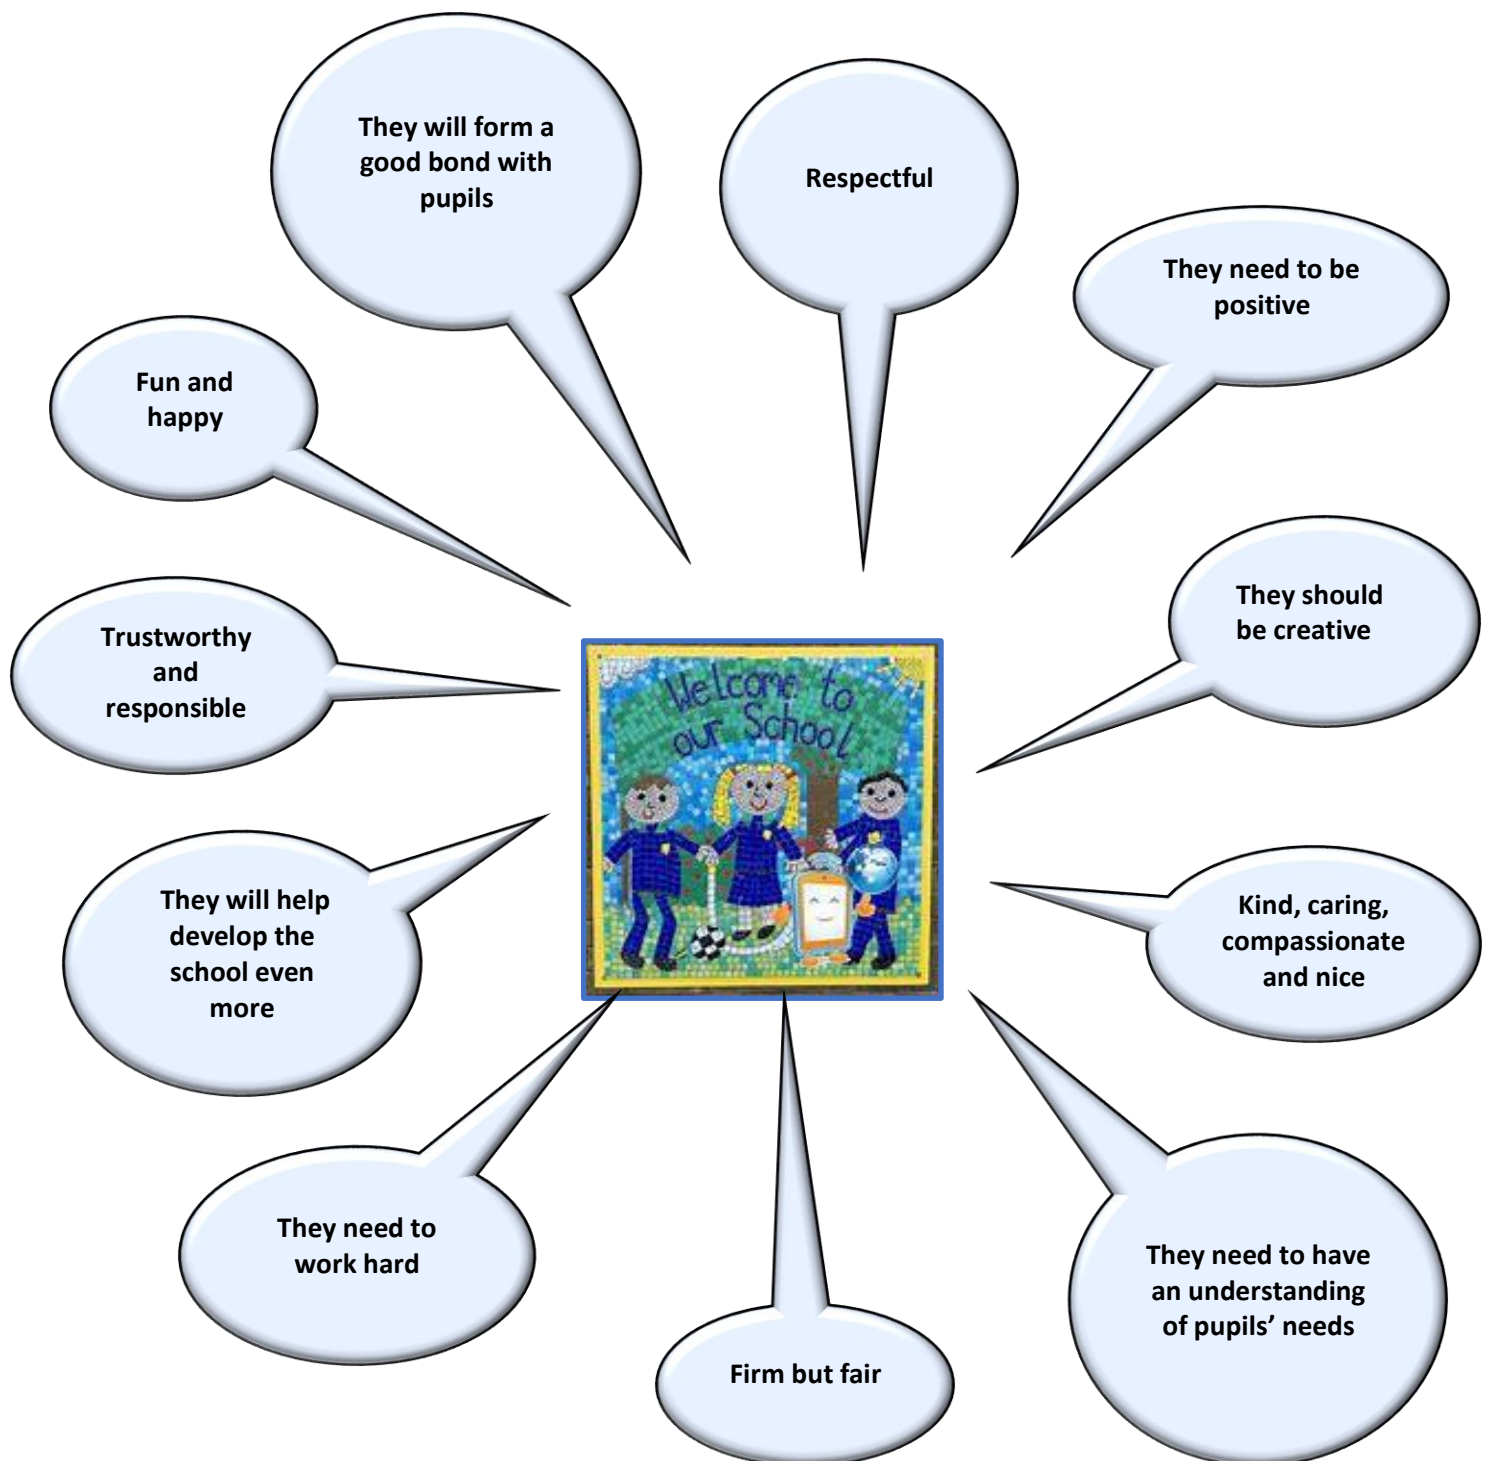 They will form a
good bond with
pupils
Respectful
They need to be
positive
Fun and
happy
They should
be creative
Trustworthy
and
responsible
Welcome to
our School
They will help
develop the
school even
more
Kind, caring,
compassionate
and nice
They need to
work hard
They need to have
an understanding
of pupils’ needs
Firm but fair